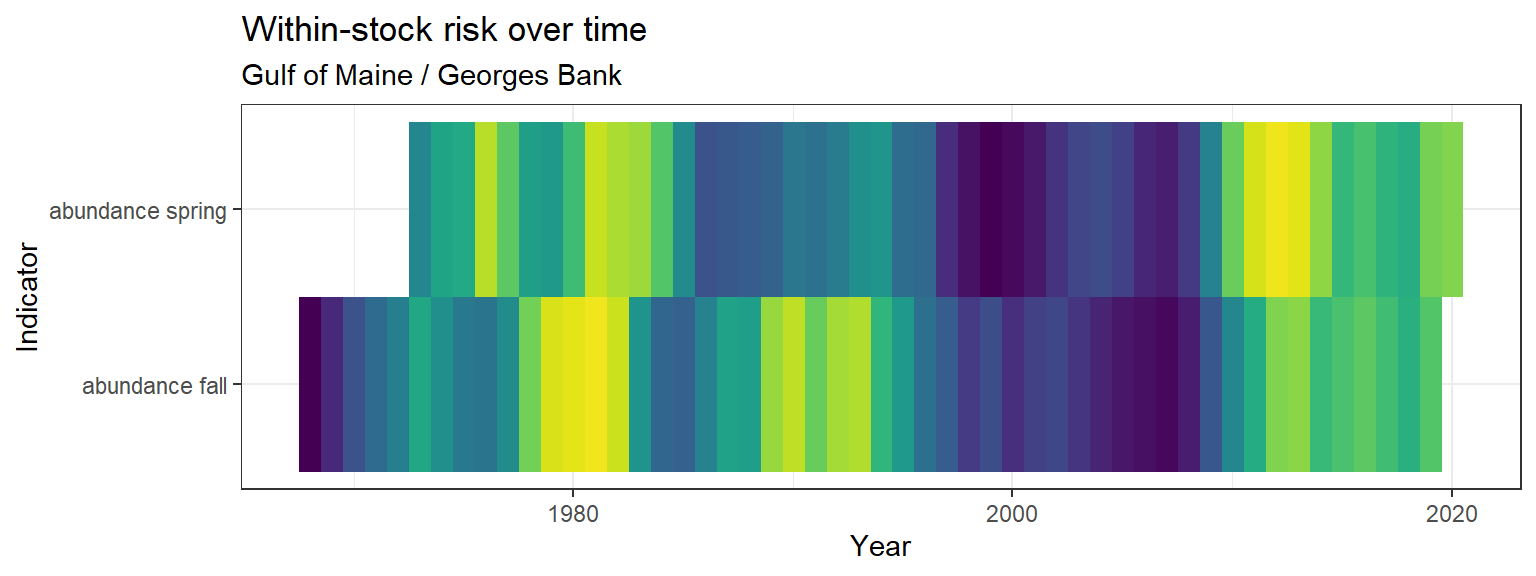 Within-stock risk over time
Gulf of Maine / Georges Bank
Indicator
abundance spring
abundance fall
1980
2000
2020
Year